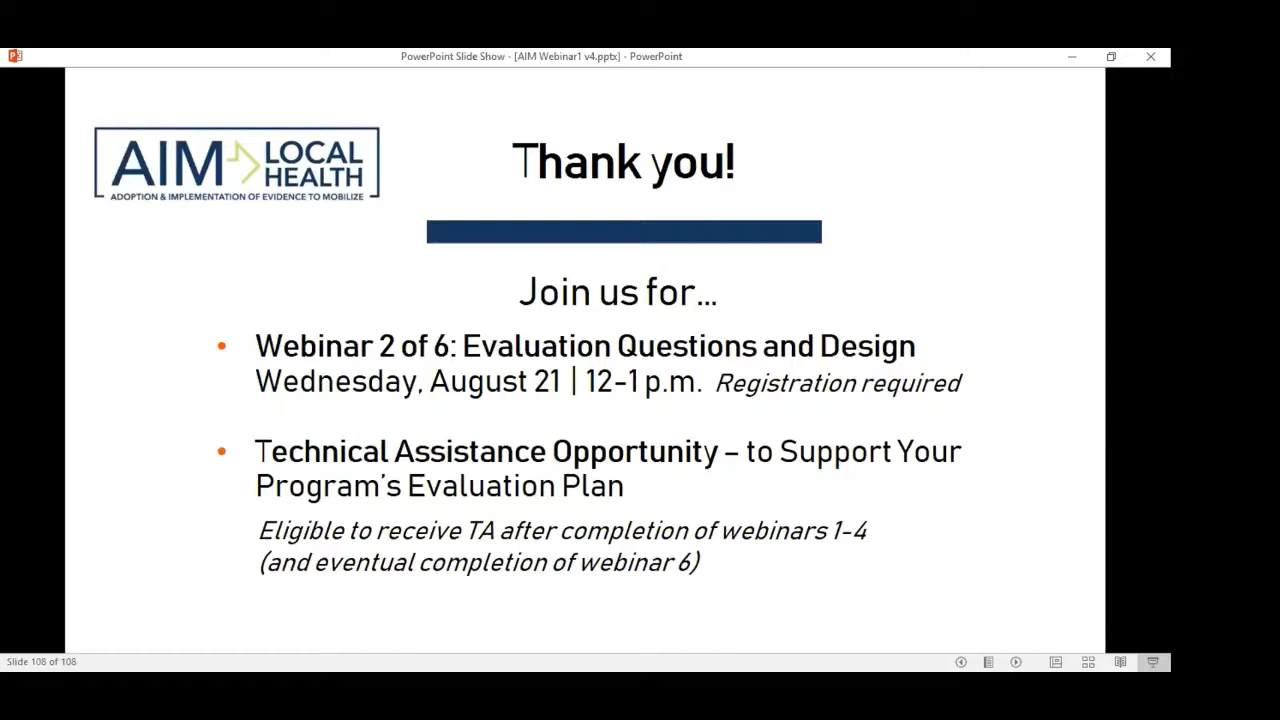 PowerPoint Slide Show - [AIM Webinar1 v4.pptx] - PowerPoint
AIM LOCAL HEALTH
ADOPTION & IMPLEMENTATION OF EVIDENCE TO MOBILIZE
Thank you!
Join us for...
• Webinar 2 of 6: Evaluation Questions and Design
Wednesday, August 21 | 12-1 p.m. Registration required
• Technical Assistance Opportunity – to Support Your
Program's Evaluation Plan
Eligible to receive TA after completion of webinars 1-4
(and eventual completion of webinar 6)
Slide 108 of 108